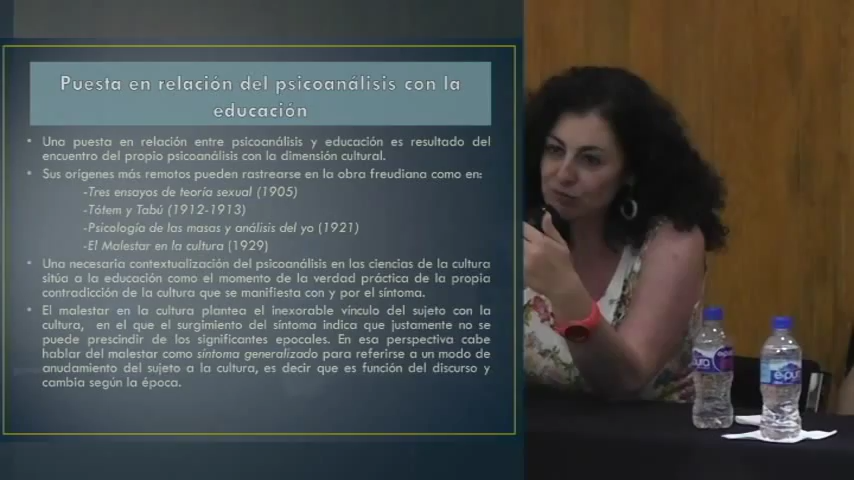 Puesta en relación del psicoanálisis con la
educación
• Una puesta en relación entre psicoanálisis y educación es resultado del
encuentro del propio psicoanálisis con la dimensión cultural.
• Sus orígenes más remotos pueden rastrearse en la obra freudiana como en:
-Tres ensayos de teoría sexual (1905)
-Tótem y Tabú (1912-1913)
-Psicología de las masas y análisis del yo (1921)
-El Malestar en la cultura (1929)
• Una necesaria contextualización del psicoanálisis en las ciencias de la cultura
sitúa a la educación como el momento de la verdad práctica de la propia
contradicción de la cultura que se manifiesta con y por el síntoma.
• El malestar en la cultura plantea el inexorable vínculo del sujeto con la
cultura, en el que el surgimiento del síntoma indica que justamente no se
puede prescindir de los significantes epocales. En esa perspectiva cabe
hablar del malestar como síntoma generalizado para referirse a un modo de
anudamiento del sujeto a la cultura, es decir que es función del discurso y
cambia según la época.
epura